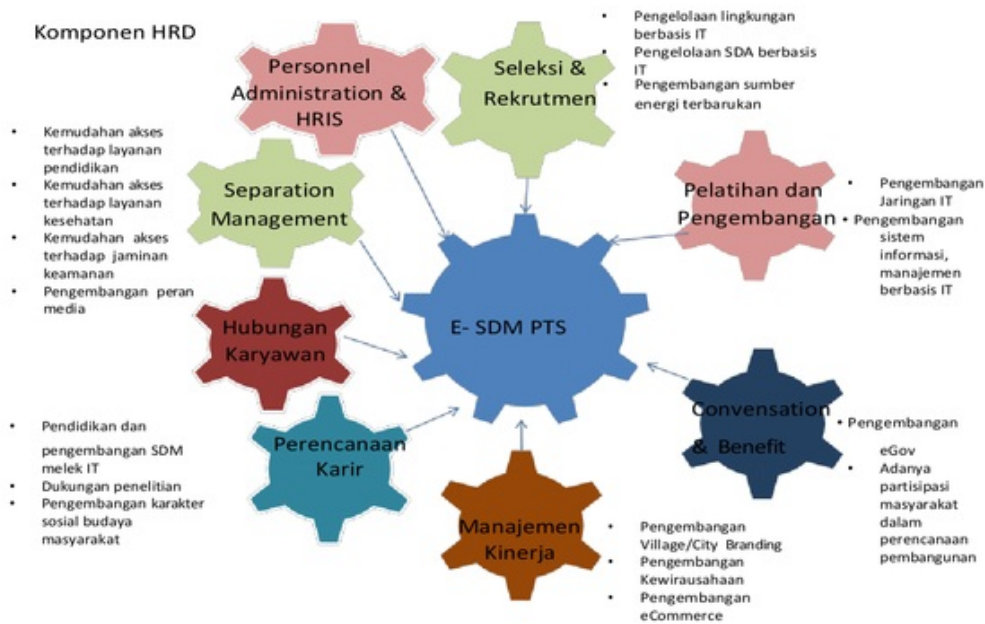 Komponen HRD
Personnel
Administration &
HRIS
Seleksi &
Rekrutmen
• Pengelolaan lingkungan
berbasis IT
• Pengelolaan SDA berbasis
IT
• Pengembangan sumber
energi terbarukan
• Kemudahan akses
terhadap layanan
pendidikan
• Kemudahan akses
terhadap layanan
kesehatan
• Kemudahan akses
terhadap jaminan
keamanan
• Pengembangan peran
media
Separation
Management
Pelatihan dan
Pengembangan
• Pengembangan
Jaringan IT
• Pengembangan
sistem
informasi,
manajemen
berbasis IT
E- SDM PTS
Hubungan
Karyawan
Convensation
& Benefit
• Pengembangan
eGov
• Adanya
partisipasi
masyarakat
dalam
perencanaan
pembangunan
• Pendidikan dan
pengembangan SDM
melek IT
• Dukungan penelitian
• Pengembangan karakter
sosial budaya
masyarakat
Perencanaan
Karir
Manajemen
Kinerja
• Pengembangan
Village/City Branding
• Pengembangan
Kewirausahaan
• Pengembangan
eCommerce